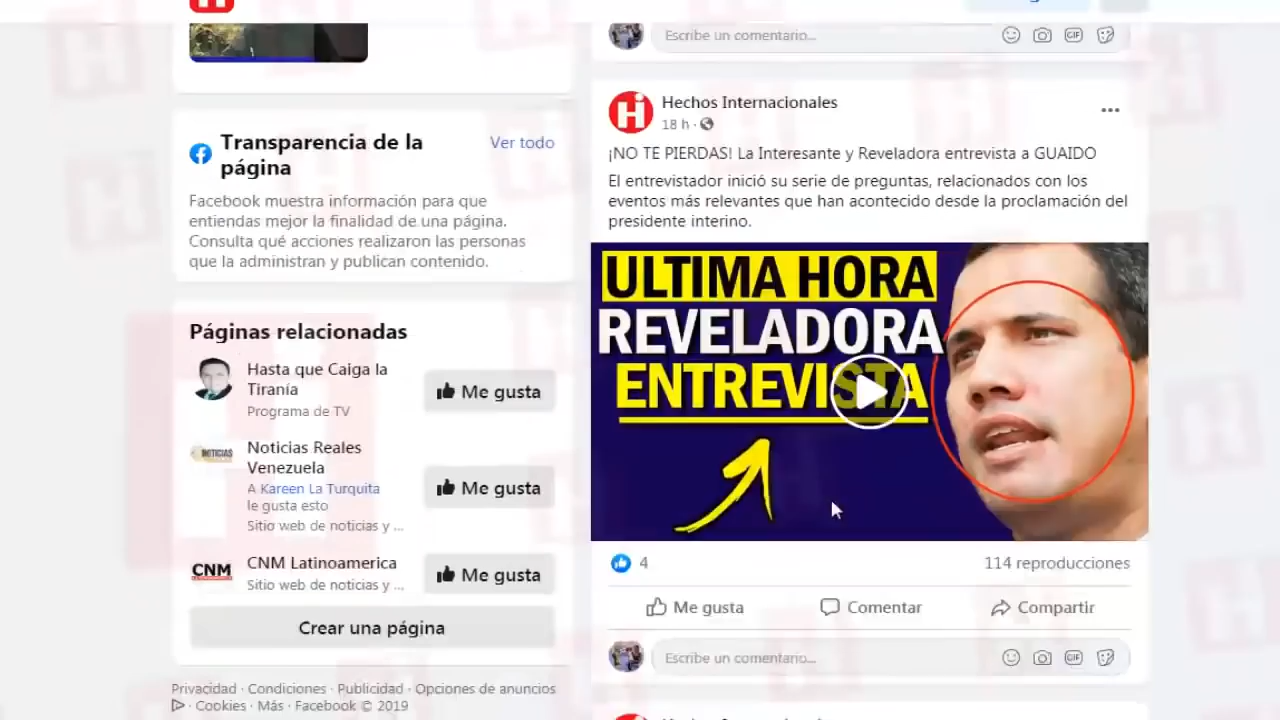 Transparencia de la
página
Ver todo
Facebook muestra información para que
entiendas mejor la finalidad de una página.
Consulta qué acciones realizaron las personas
que la administran y publican contenido.
Páginas relacionadas
Hasta que Caiga la
Tiranía
Programa de TV
Me gusta
NOTICIAS
Noticias Reales
Venezuela
A Kareen La Turquita
le gusta esto
Sitio web de noticias y ...
Me gusta
CNM
CNM Latinoamerica
Sitio web de noticias y ...
Me gusta
Crear una página
Privacidad · Condiciones · Publicidad · Opciones de anuncios
· Cookies · Más · Facebook © 2019
Escribe un comentario...
GIF
Hi
Hechos Internacionales
18 h ·
¡NO TE PIERDAS! La Interesante y Reveladora entrevista a GUAIDO
El entrevistador inició su serie de preguntas, relacionados con los
eventos más relevantes que han acontecido desde la proclamación del
presidente interino.
ULTIMA HORA
REVELADORA
ENTREVISTA
4
114 reproducciones
Me gusta
Comentar
Compartir
Escribe un comentario...
GIF